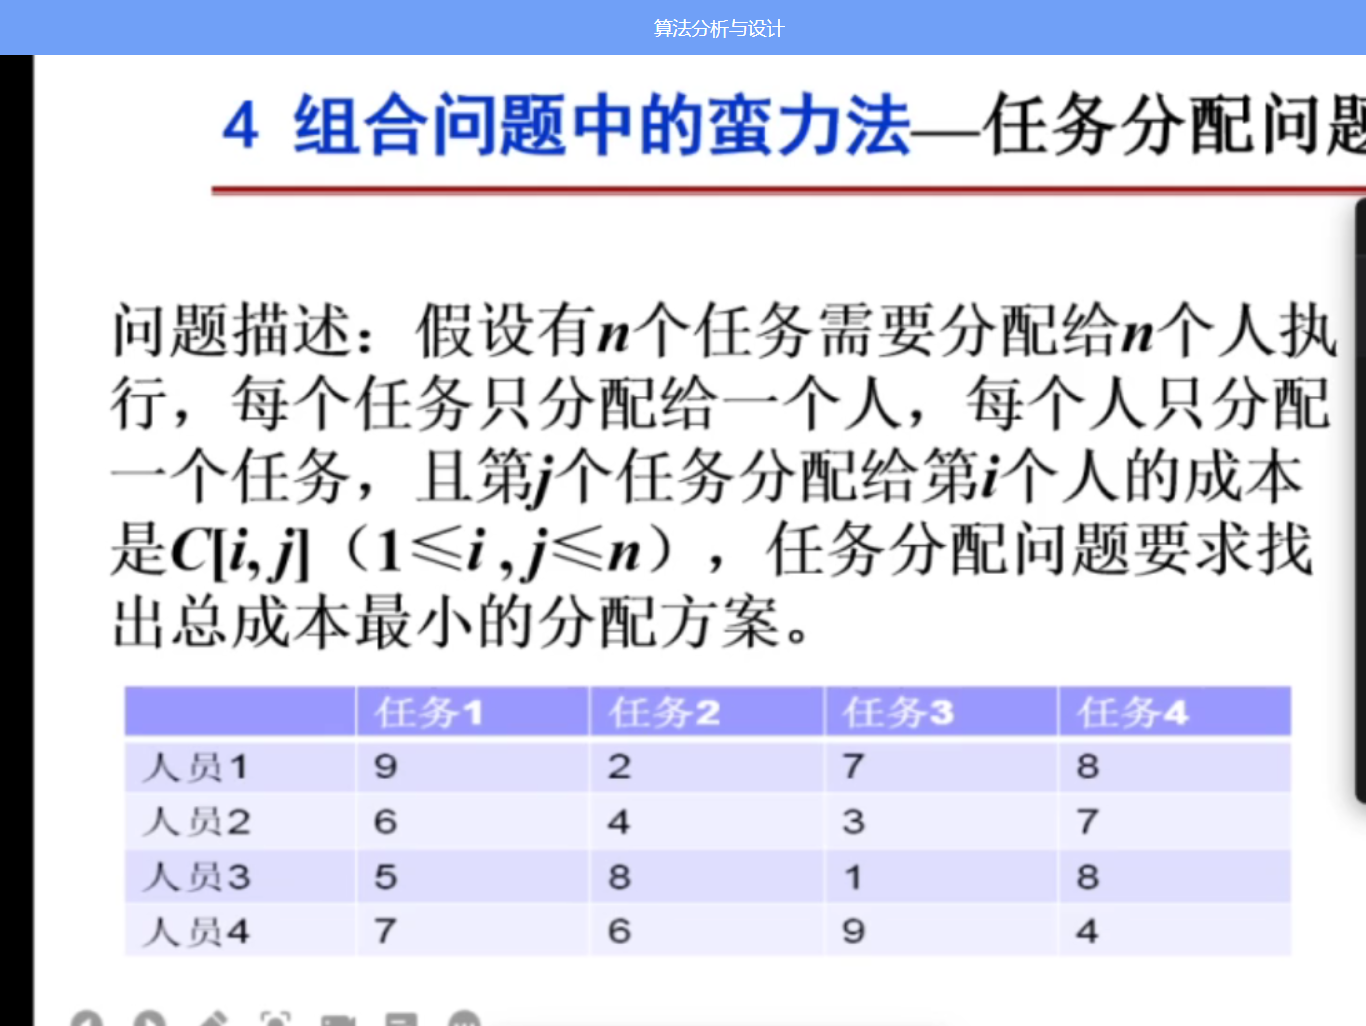 算法分析与设计
4 组合问题中的蛮力法—任务分配问题
问题描述：假设有n个任务需要分配给n个人执
行，每个任务只分配给一个人，每个人只分配
一个任务，且第j个任务分配给第i个人的成本
是C[i, j]（1≤i , j≤n），任务分配问题要求找
出总成本最小的分配方案。
任务1 任务2 任务3 任务4
人员1 9 2 7 8
人员2 6 4 3 7
人员3 5 8 1 8
人员4 7 6 9 4